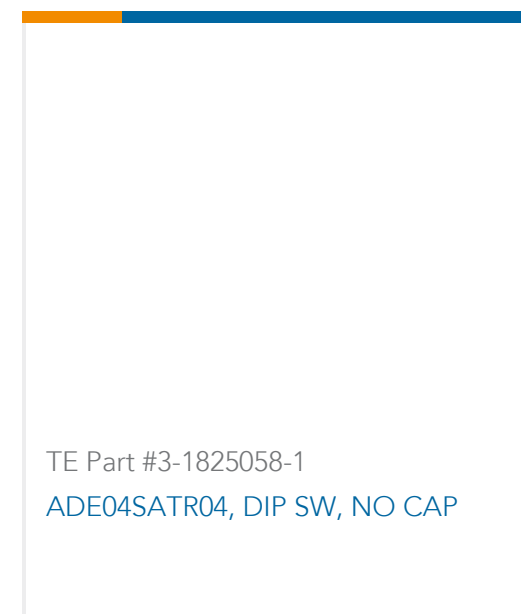 TE Part #3-1825058-1
ADE04SATR04, DIP SW, NO CAP